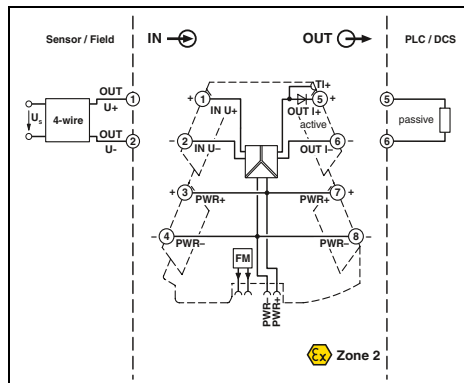 Sensor / Field
IN
OUT
PLC / DCS
TI+
OUT
U+
1
+ 1
IN U+
5 +
OUT I+
active
5
Us
4-wire
passive
OUT
U-
2
– 2
IN U–
6 –
OUT I–
6
3
+
PWR+
7
+
PWR+
4
–
PWR–
8
–
PWR–
FM
PWR–
PWR+
Ex Zone 2